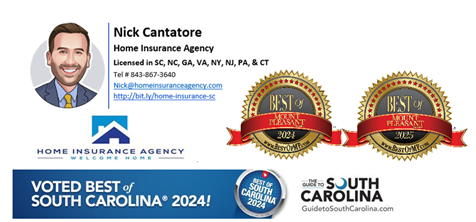 Nick Cantatore
Home Insurance Agency
Licensed in SC, NC, GA, VA, NY, NJ, PA, & CT
Tel # 843-867-3640
Nick@homeinsuranceagency.com
http://bit.ly/home-insurance-sc
HOME INSURANCE AGENCY
WELCOME HOME
BEST OF
MOUNT
PLEASANT
2024
www.BestOfMP.com
BEST OF
MOUNT
PLEASANT
2025
www.BestOfMP.com
VOTED BEST of
SOUTH CAROLINA® 2024!
BEST OF
SOUTH
CAROLINA
2024
THE
GUIDE
TO
SOUTH
CAROLINA
GuidetoSouthCarolina.com